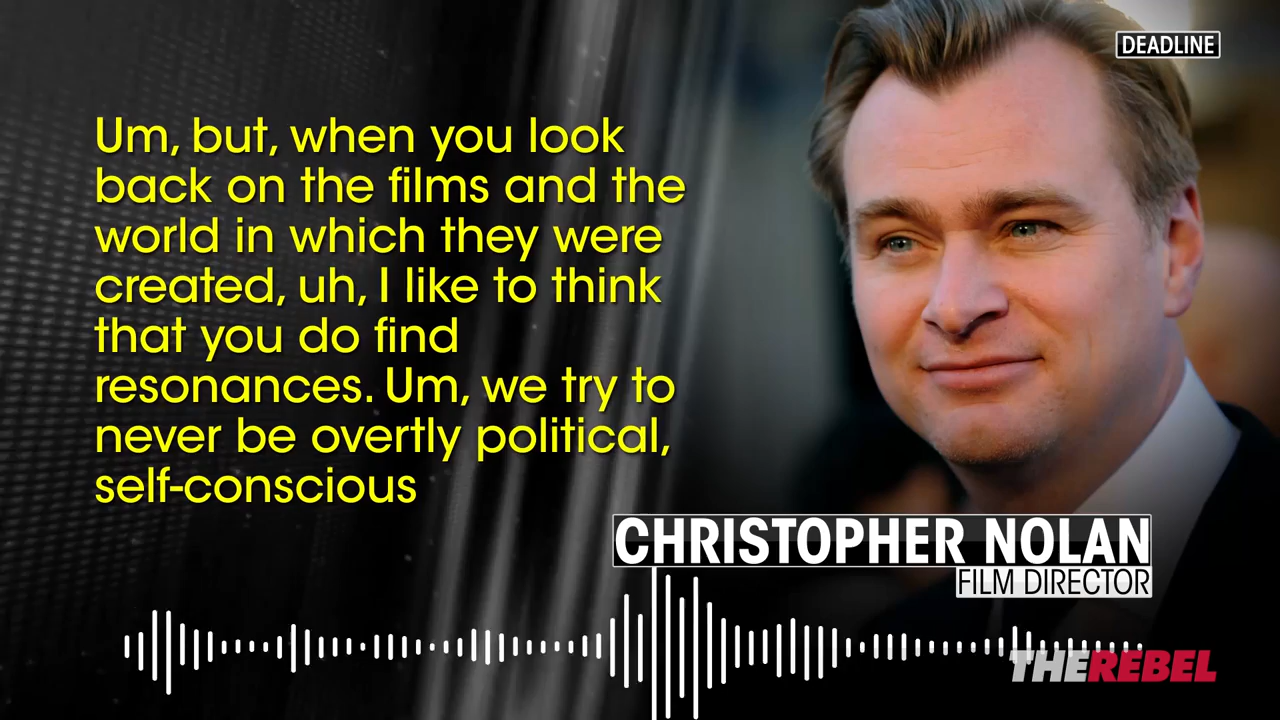 DEADLINE
Um, but, when you look
back on the films and the
world in which they were
created, uh, I like to think
that you do find
resonances. Um, we try to
never be overtly political,
self-conscious
CHRISTOPHER NOLAN
FILM DIRECTOR
THEREBEL